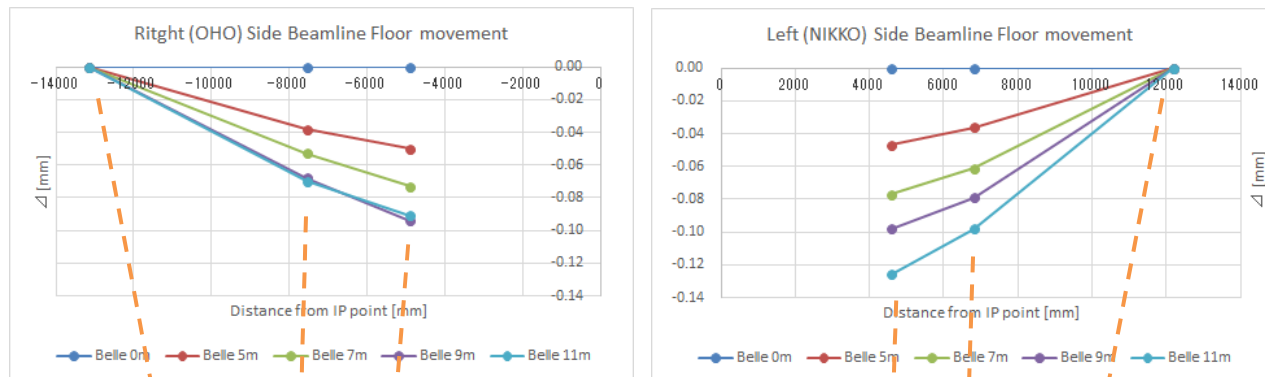 Ritght (OHO) Side Beamline Floor movement
0.00
-14000 -12000 -10000 -8000 -6000 -4000 -2000 0
-0.02
-0.04
-0.06
-0.08
-0.10
-0.12
-0.14
⊿ [mm]
Distance from IP point [mm]
Belle 0m Belle 5m Belle 7m Belle 9m Belle 11m
Left (NIKKO) Side Beamline Floor movement
0.00
0 2000 4000 6000 8000 10000 12000 14000
-0.02
-0.04
-0.06
-0.08
-0.10
-0.12
-0.14
⊿ [mm]
Distance from IP point [mm]
Belle 0m Belle 5m Belle 7m Belle 9m Belle 11m